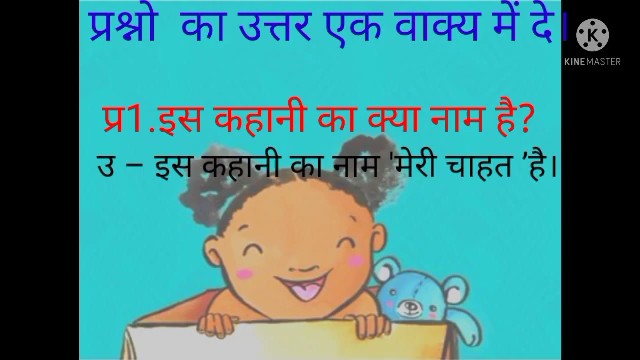 प्रश्नो का उत्तर एक वाक्य में दे।
KINEMASTER
प्र1.इस कहानी का क्या नाम है?
उ – इस कहानी का नाम 'मेरी चाहत ’है।